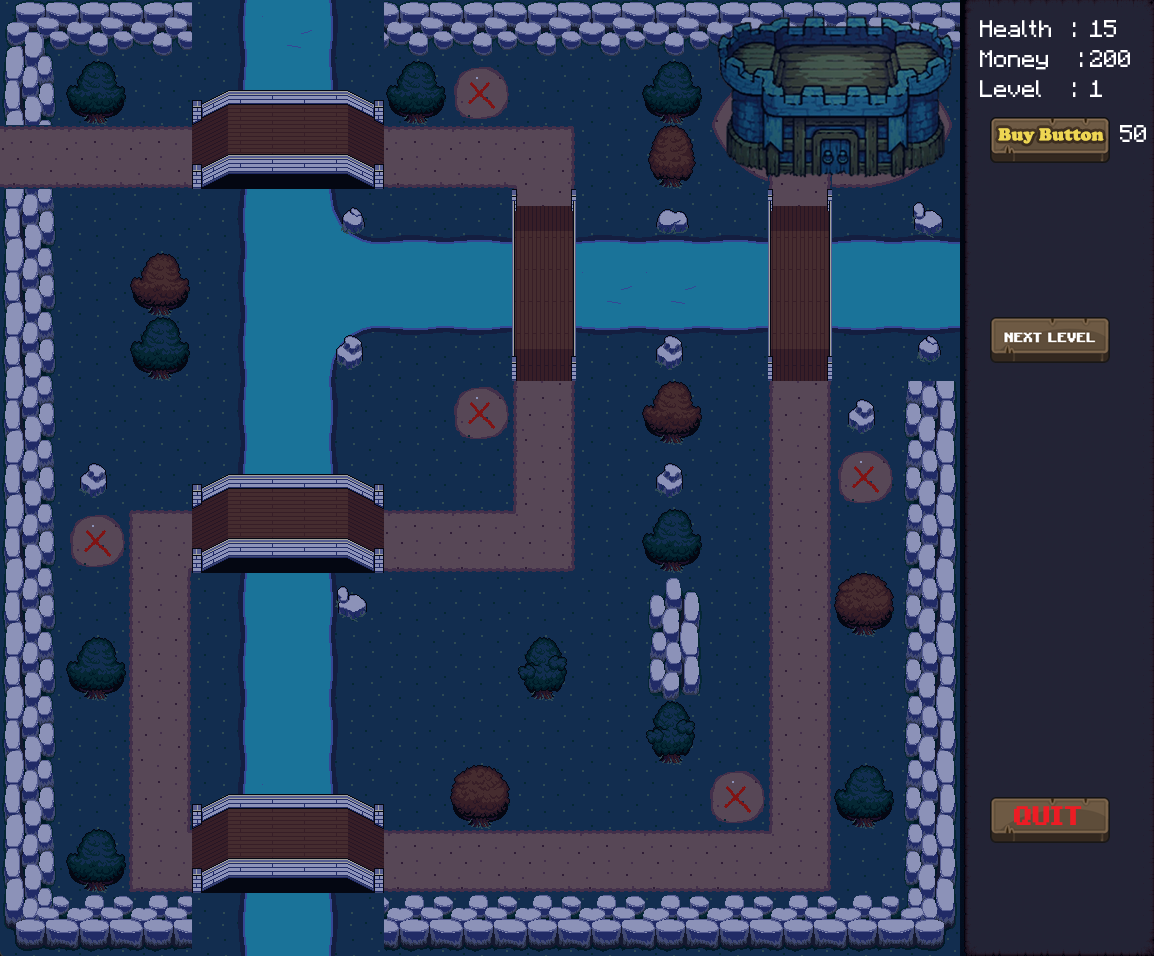 Health : 15
Money :200
Level : 1
Buy Button 50
NEXT LEVEL
QUIT